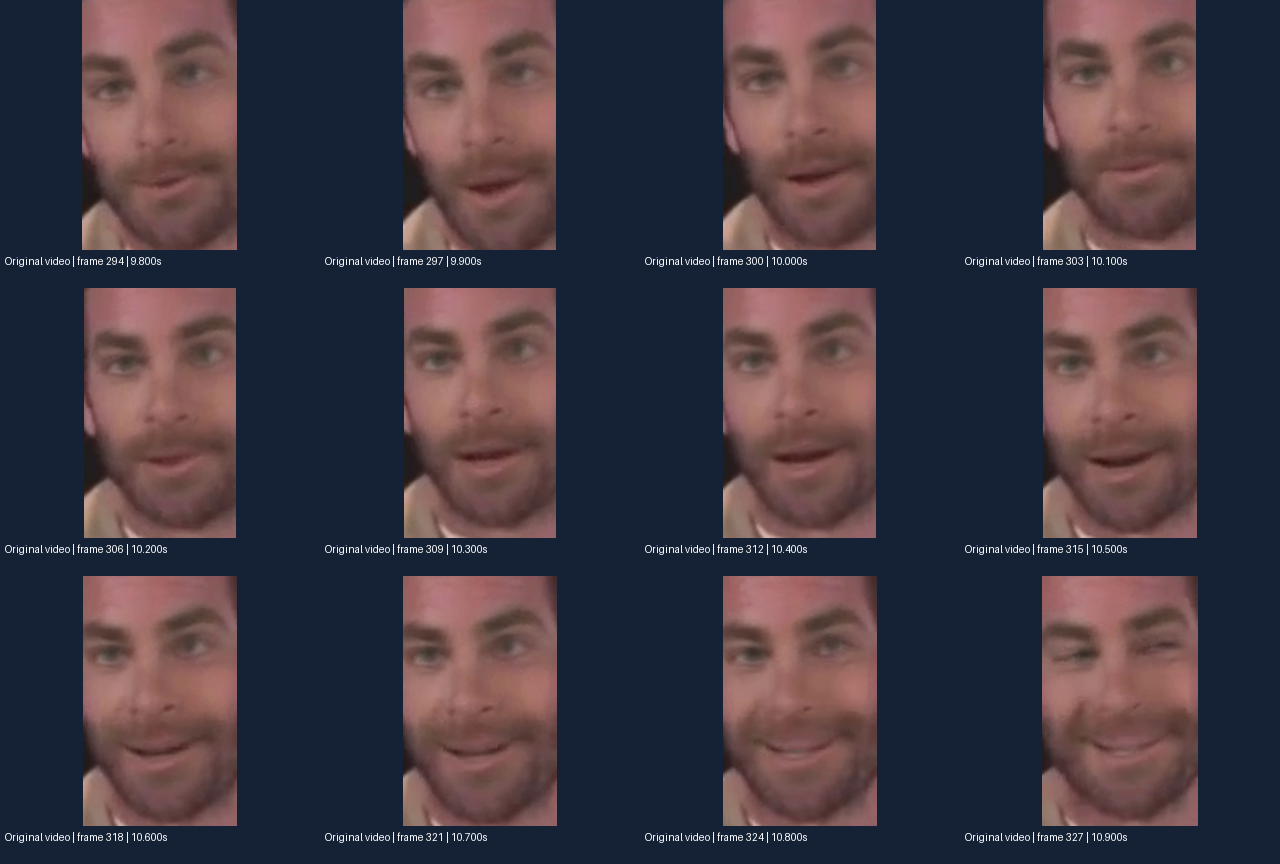 Original video | frame 294 | 9.800s
Original video | frame 297 | 9.900s
Original video | frame 300 | 10.000s
Original video | frame 303 | 10.100s
Original video | frame 306 | 10.200s
Original video | frame 309 | 10.300s
Original video | frame 312 | 10.400s
Original video | frame 315 | 10.500s
Original video | frame 318 | 10.600s
Original video | frame 321 | 10.700s
Original video | frame 324 | 10.800s
Original video | frame 327 | 10.900s